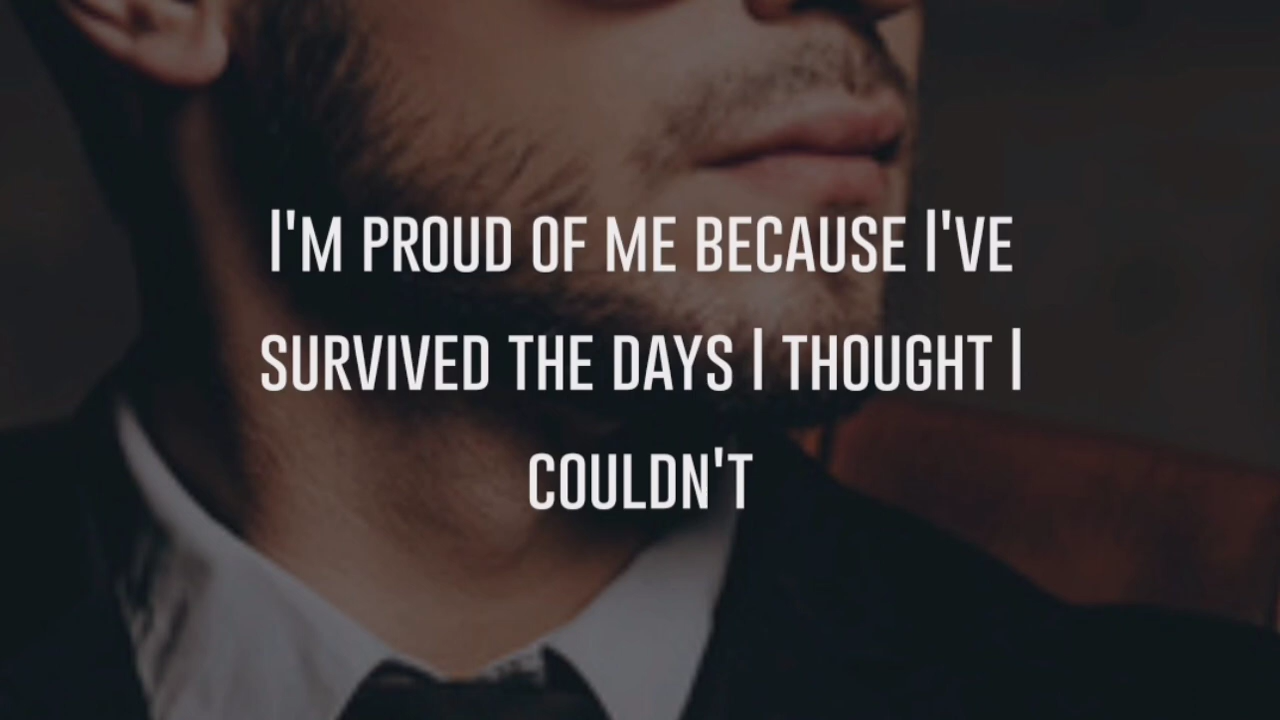 I'M PROUD OF ME BECAUSE I'VE
SURVIVED THE DAYS I THOUGHT I
COULDN'T